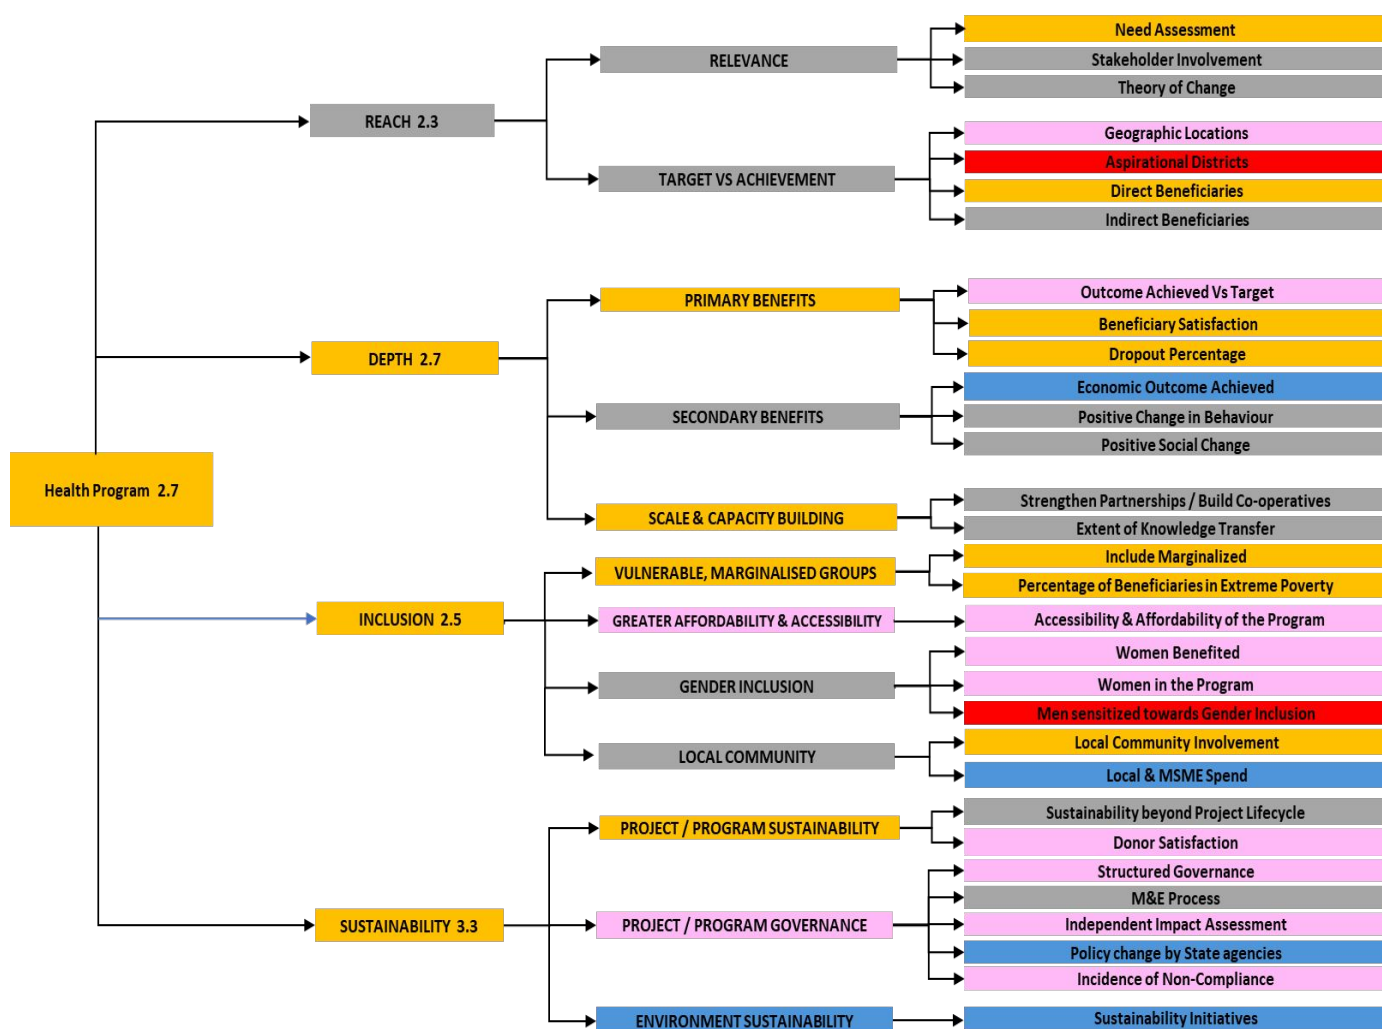 Need Assessment
RELEVANCE
Stakeholder Involvement
Theory of Change
REACH 2.3
Geographic Locations
Aspirational Districts
TARGET VS ACHIEVEMENT
Direct Beneficiaries
Indirect Beneficiaries
PRIMARY BENEFITS
Outcome Achieved Vs Target
Beneficiary Satisfaction
Dropout Percentage
DEPTH 2.7
Economic Outcome Achieved
SECONDARY BENEFITS
Positive Change in Behaviour
Positive Social Change
Health Program 2.7
Strengthen Partnerships / Build Co-operatives
SCALE & CAPACITY BUILDING
Extent of Knowledge Transfer
Include Marginalized
VULNERABLE, MARGINALISED GROUPS
Percentage of Beneficiaries in Extreme Poverty
INCLUSION 2.5
GREATER AFFORDABILITY & ACCESSIBILITY
Accessibility & Affordability of the Program
Women Benefited
GENDER INCLUSION
Women in the Program
Men sensitized towards Gender Inclusion
Local Community Involvement
LOCAL COMMUNITY
Local & MSME Spend
Sustainability beyond Project Lifecycle
PROJECT / PROGRAM SUSTAINABILITY
Donor Satisfaction
Structured Governance
M&E Process
SUSTAINABILITY 3.3
PROJECT / PROGRAM GOVERNANCE
Independent Impact Assessment
Policy change by State agencies
Incidence of Non-Compliance
ENVIRONMENT SUSTAINABILITY
Sustainability Initiatives